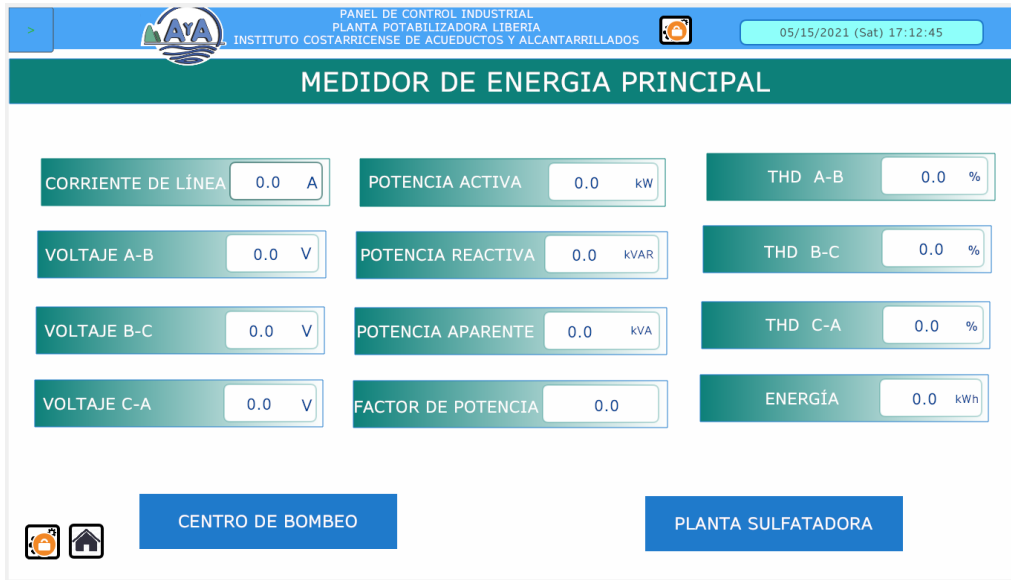 >
AYA
PANEL DE CONTROL INDUSTRIAL
PLANTA POTABILIZADORA LIBERIA
INSTITUTO COSTARRICENSE DE ACUEDUCTOS Y ALCANTARRILLADOS
05/15/2021 (Sat) 17:12:45
MEDIDOR DE ENERGIA PRINCIPAL
CORRIENTE DE LÍNEA 0.0 A
POTENCIA ACTIVA 0.0 kW
THD A-B 0.0 %
VOLTAJE A-B 0.0 V
POTENCIA REACTIVA 0.0 kVAR
THD B-C 0.0 %
VOLTAJE B-C 0.0 V
POTENCIA APARENTE 0.0 kVA
THD C-A 0.0 %
VOLTAJE C-A 0.0 V
FACTOR DE POTENCIA 0.0
ENERGÍA 0.0 kWh
CENTRO DE BOMBEO
PLANTA SULFATADORA